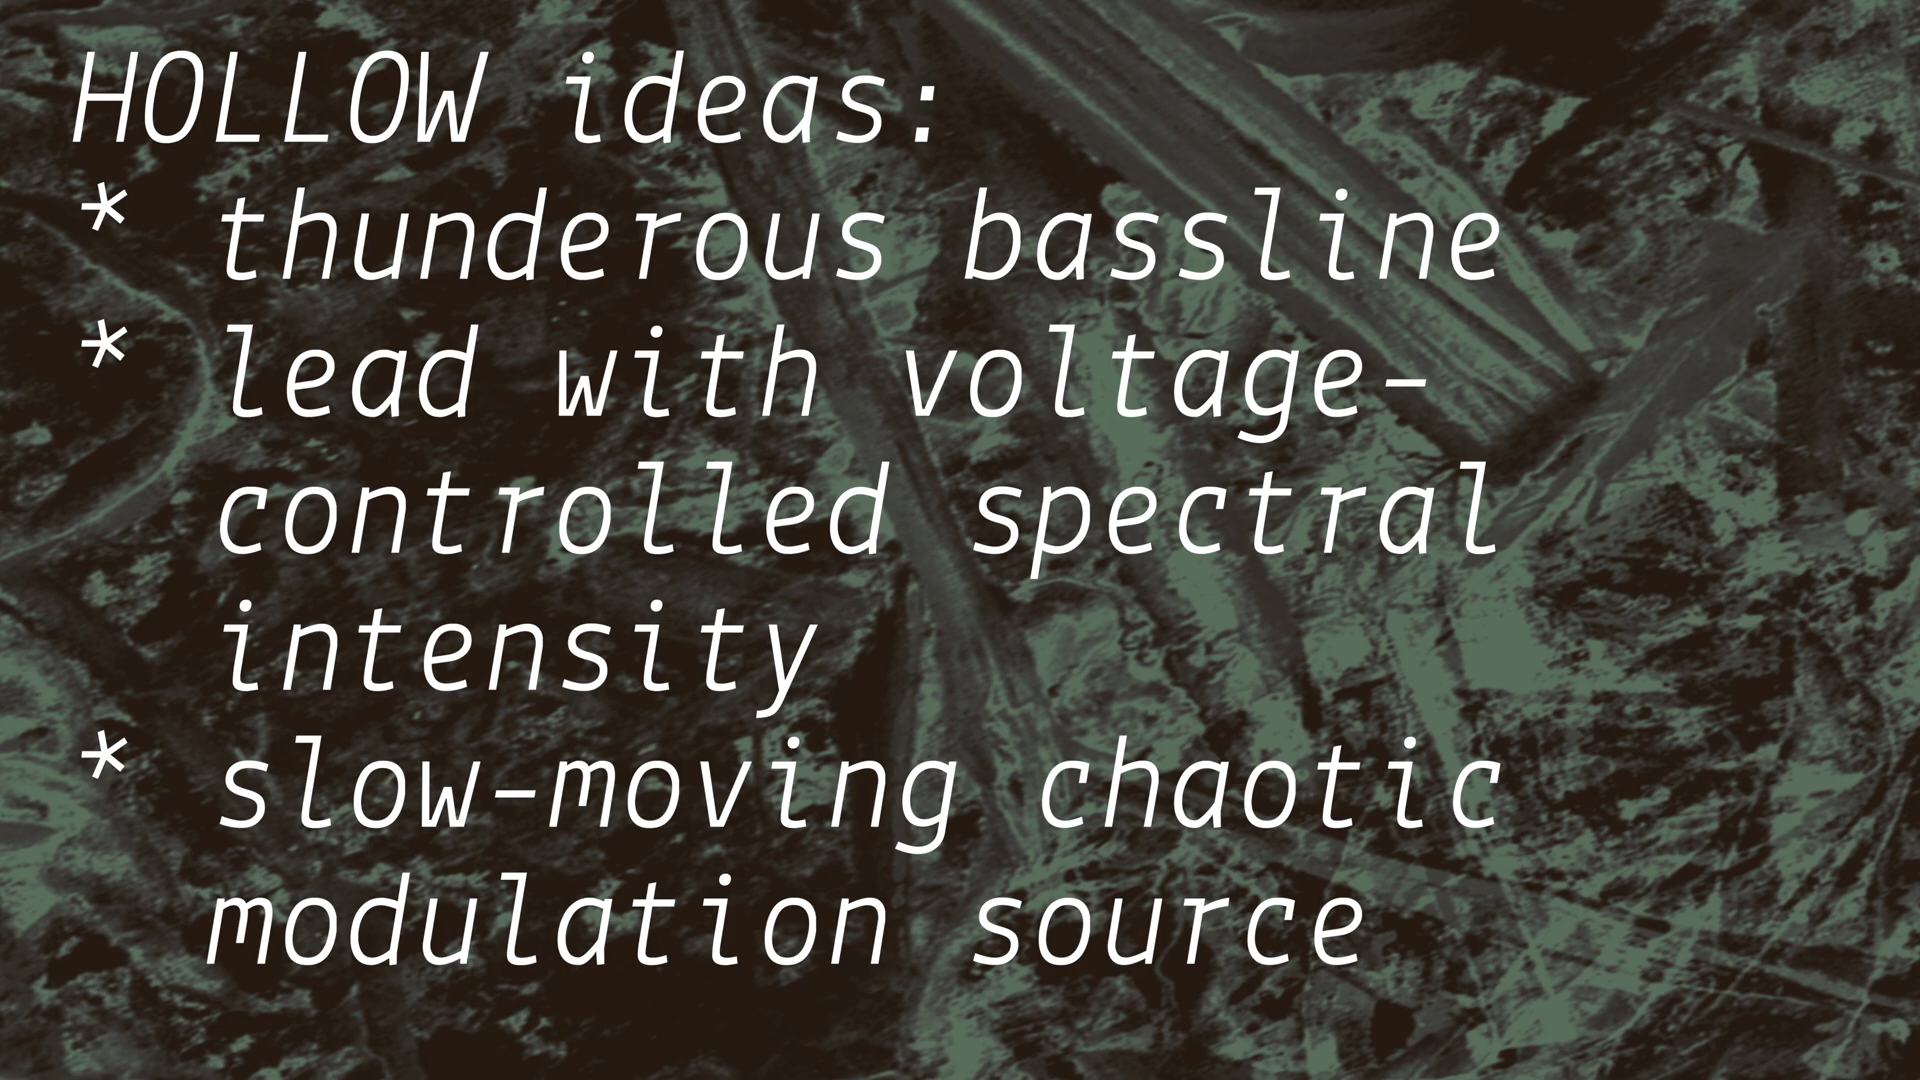 HOLLOW ideas:
* thunderous bassline
* lead with voltage-
controlled spectral
intensity
* slow-moving chaotic
modulation source